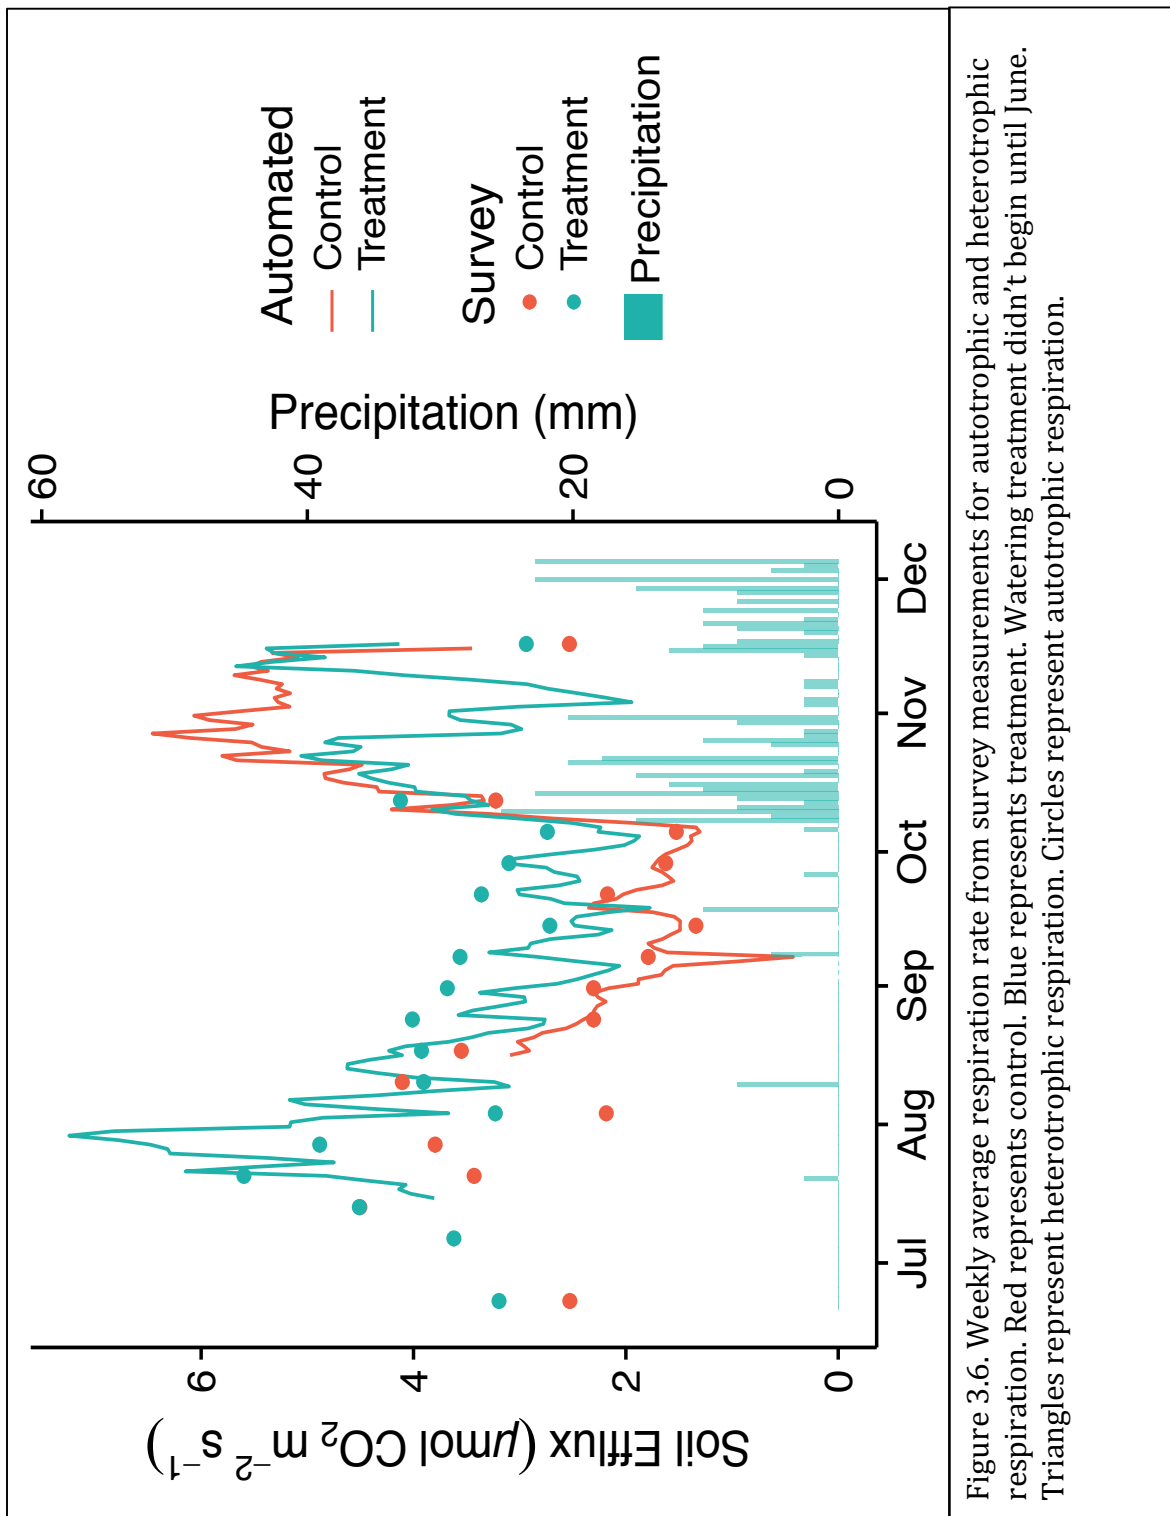 Soil Efflux (μmol CO₂ m⁻² s⁻¹)
0
2
4
6
Jul
Aug
Sep
Oct
Nov
Dec
0
20
40
60
Precipitation (mm)
Automated
Control
Treatment
Survey
Control
Treatment
Precipitation
Figure 3.6. Weekly average respiration rate from survey measurements for autotrophic and heterotrophic
respiration. Red represents control. Blue represents treatment. Watering treatment didn't begin until June.
Triangles represent heterotrophic respiration. Circles represent autotrophic respiration.